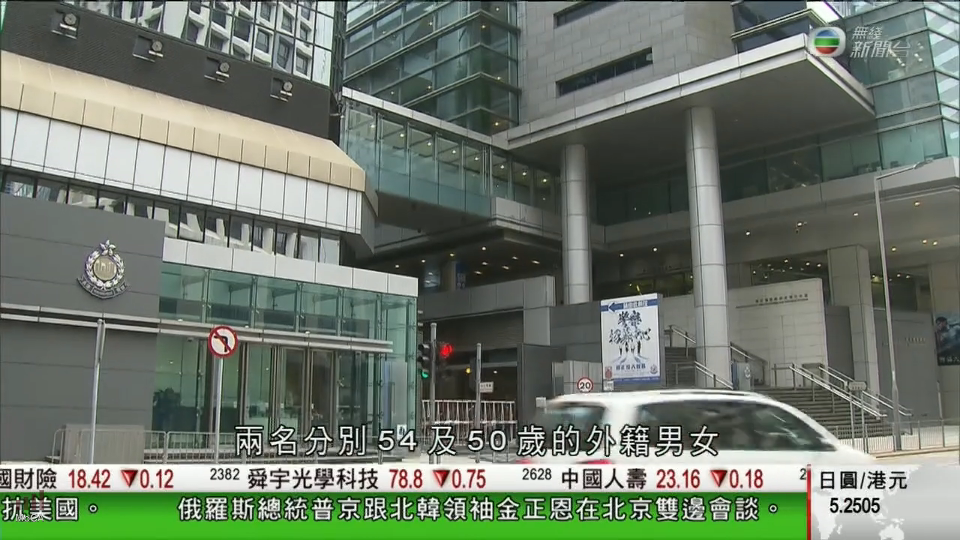 無綫
新聞台
20
兩名分別54及50歲的外籍男女
國財險 18.42 ▼0.12 2382 舜宇光學科技 78.8 ▼0.75 2628 中國人壽 23.16 ▼0.18
日圓/港元
5.2505
抗美國。 俄羅斯總統普京跟北韓領袖金正恩在北京雙邊會談。